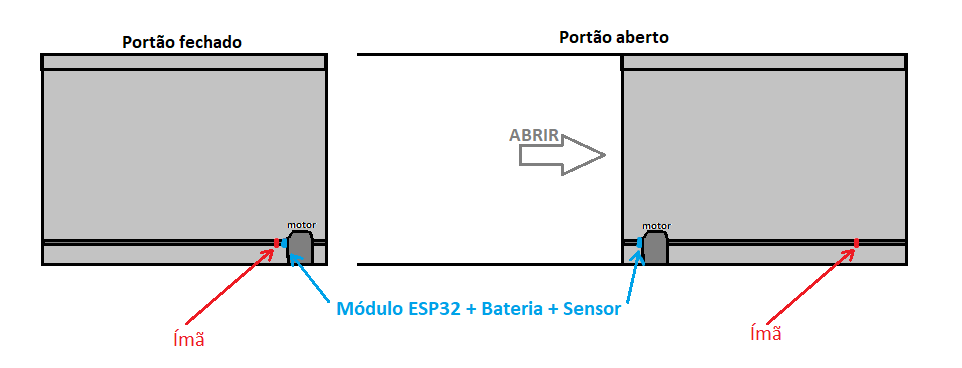 Portão fechado
Portão aberto
ABRIR
motor
motor
Módulo ESP32 + Bateria + Sensor
Ímã
Ímã